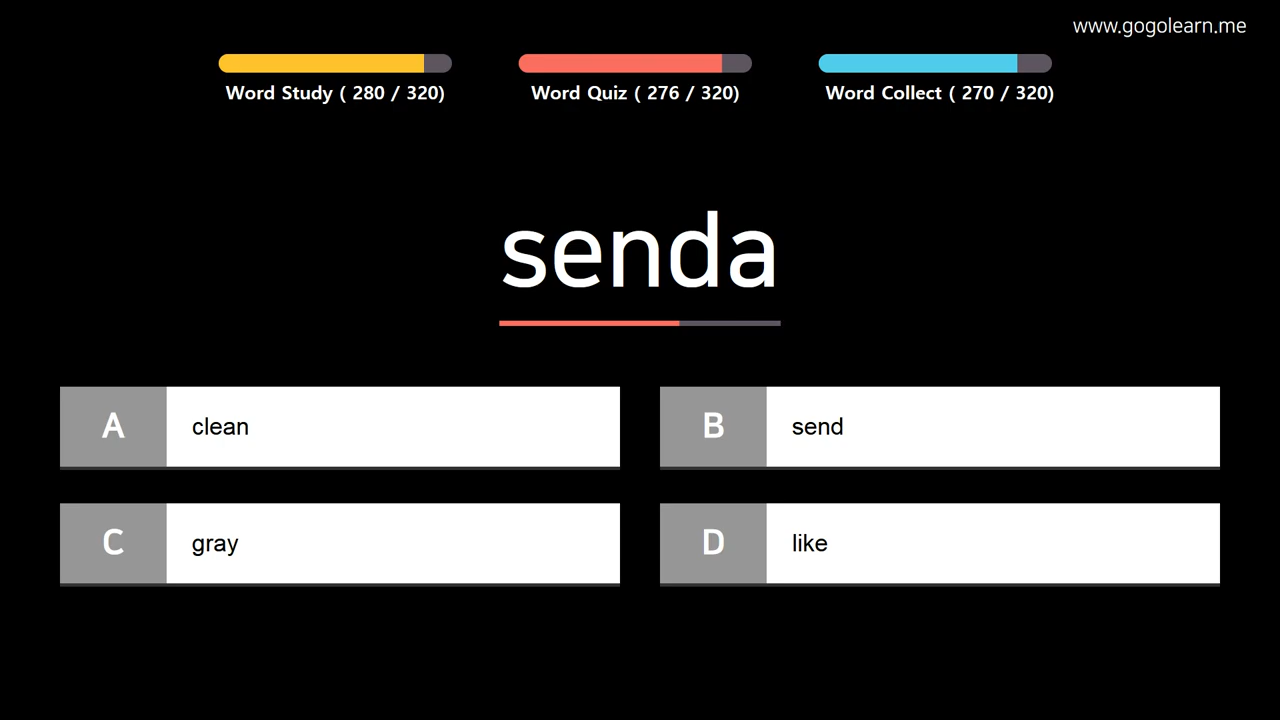 www.gogolearn.me
Word Study ( 280 / 320)
Word Quiz ( 276 / 320)
Word Collect ( 270 / 320)
senda
A clean
B send
C gray
D like